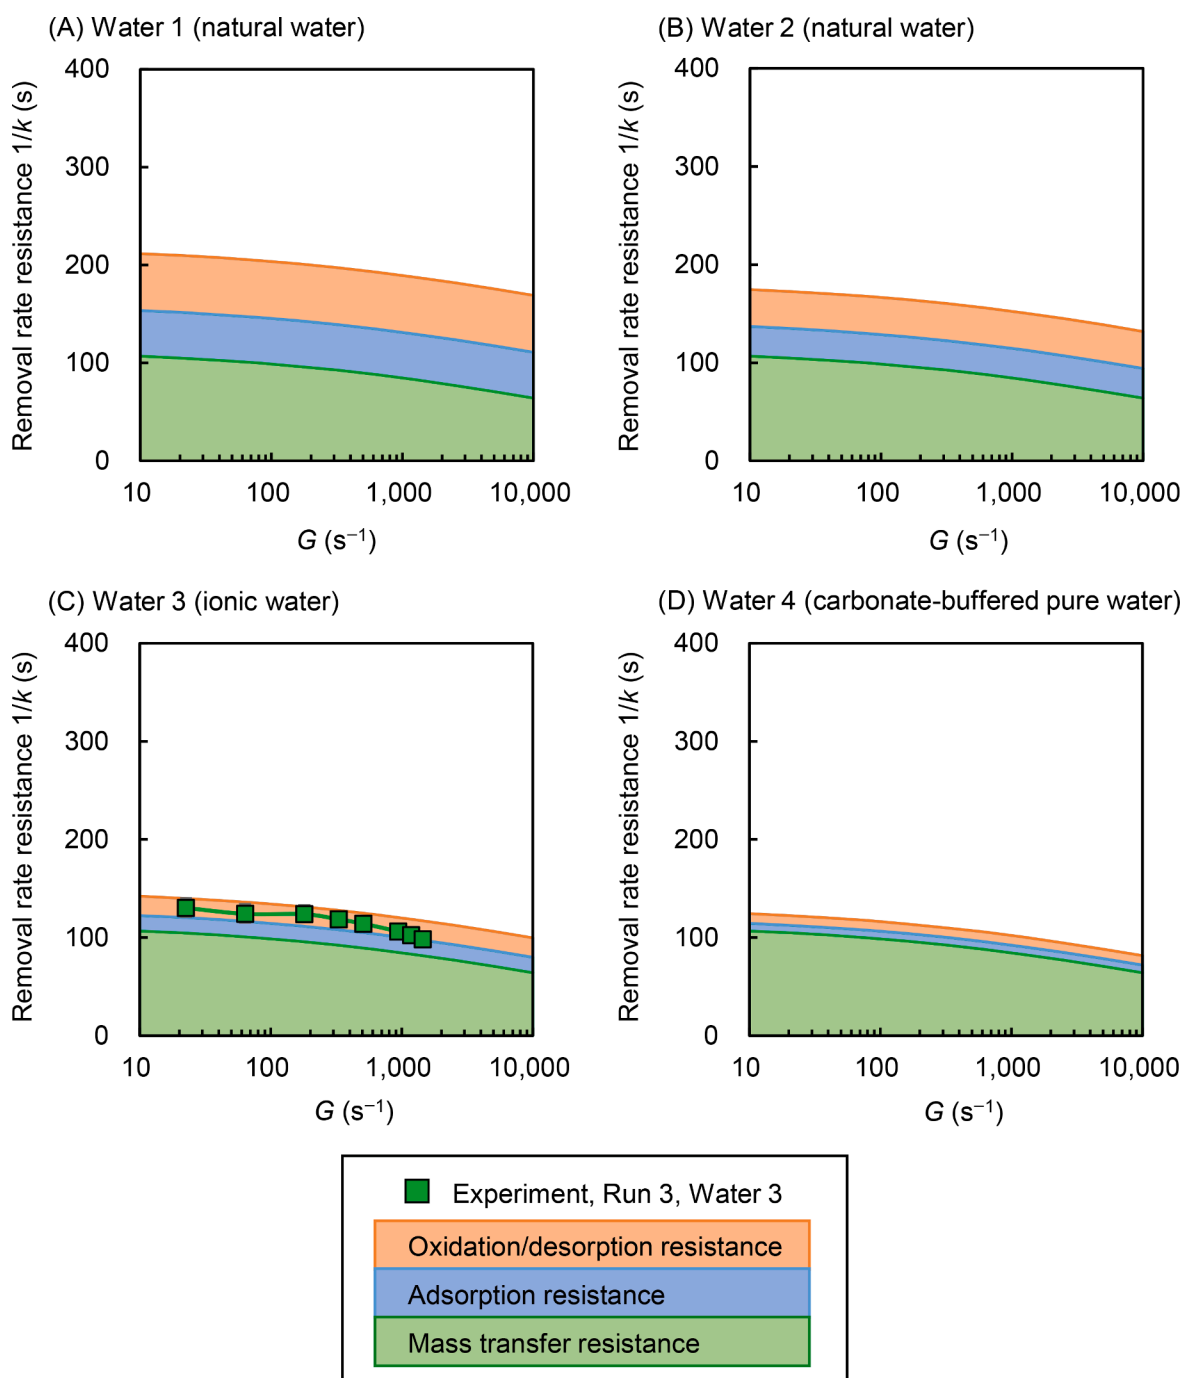 (A) Water 1 (natural water)
Removal rate resistance 1/k (s)
400
300
200
100
0
10
100
1,000
10,000
G (s⁻¹)
(B) Water 2 (natural water)
Removal rate resistance 1/k (s)
400
300
200
100
0
10
100
1,000
10,000
G (s⁻¹)
(C) Water 3 (ionic water)
Removal rate resistance 1/k (s)
400
300
200
100
0
10
100
1,000
10,000
G (s⁻¹)
(D) Water 4 (carbonate-buffered pure water)
Removal rate resistance 1/k (s)
400
300
200
100
0
10
100
1,000
10,000
G (s⁻¹)
Experiment, Run 3, Water 3
Oxidation/desorption resistance
Adsorption resistance
Mass transfer resistance